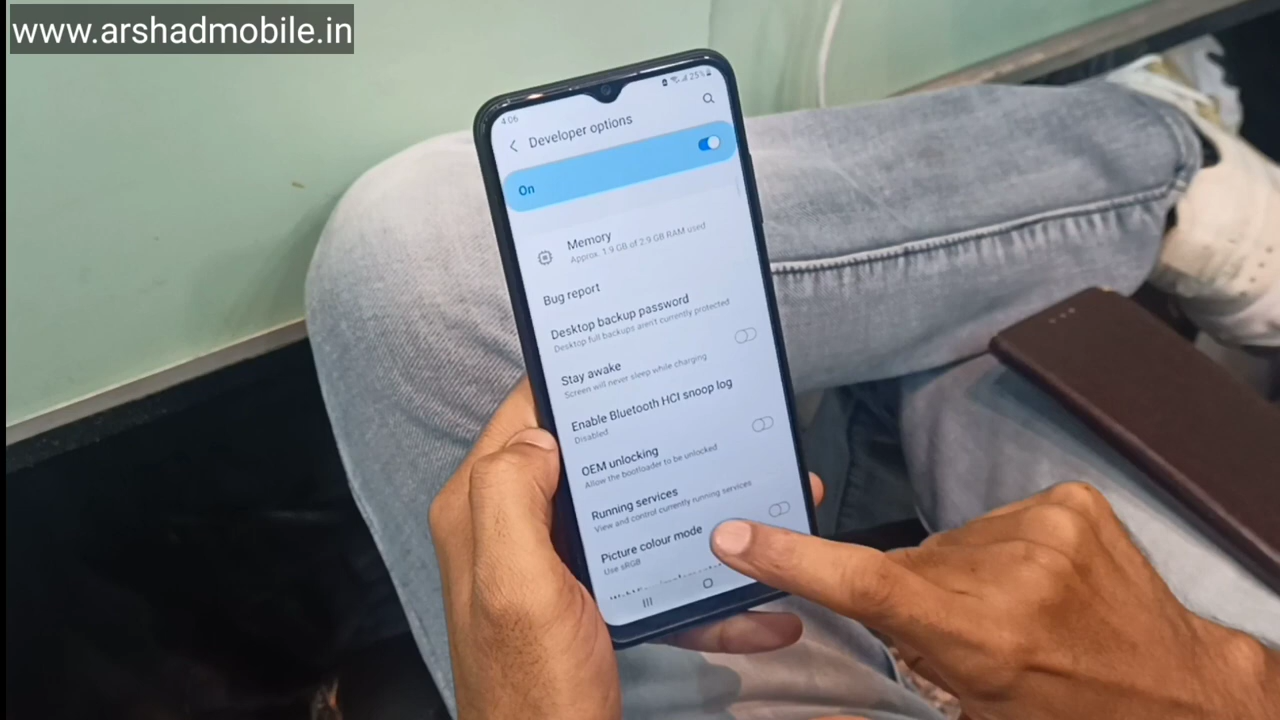 www.arshadmobile.in
4:06
25%
Developer options
On
Memory
Approx. 1.9 GB of 2.9 GB RAM used
Bug report
Desktop backup password
Desktop full backups aren't currently protected
Stay awake
Screen will never sleep while charging
Enable Bluetooth HCI snoop log
Disabled
OEM unlocking
Allow the bootloader to be unlocked
Running services
View and control currently running services
Picture colour mode
Use sRGB